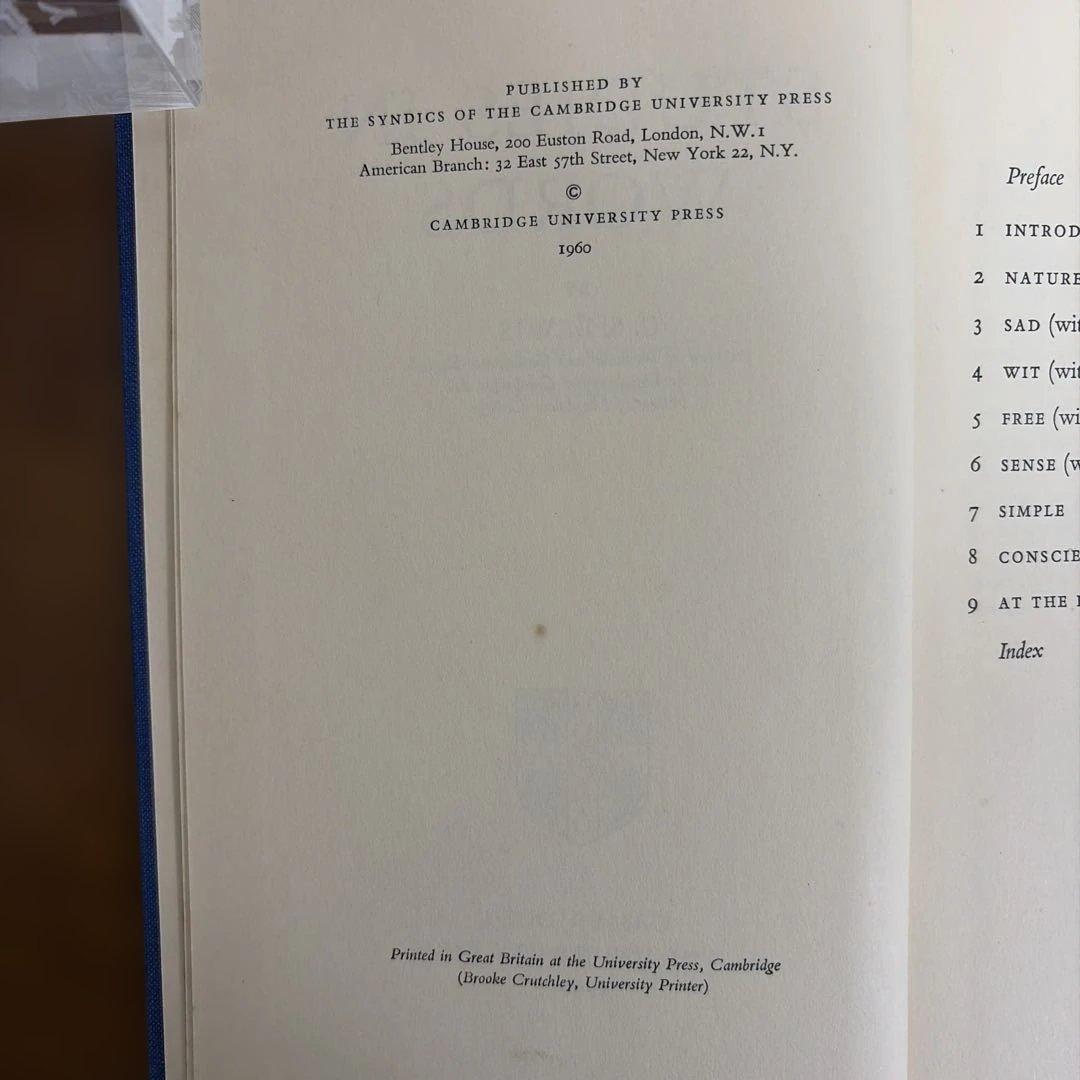 PUBLISHED BY
THE SYNDICS OF THE CAMBRIDGE UNIVERSITY PRESS
Bentley House, 200 Euston Road, London, N.W.1
American Branch: 32 East 57th Street, New York 22, N.Y.
©
CAMBRIDGE UNIVERSITY PRESS
1960
Printed in Great Britain at the University Press, Cambridge
(Brooke Crutchley, University Printer)
Preface
1 INTROD
2 NATURE
3 SAD (wit
4 WIT (wit
5 FREE (wi
6 SENSE (w
7 SIMPLE
8 CONSCIE
9 AT THE
Index